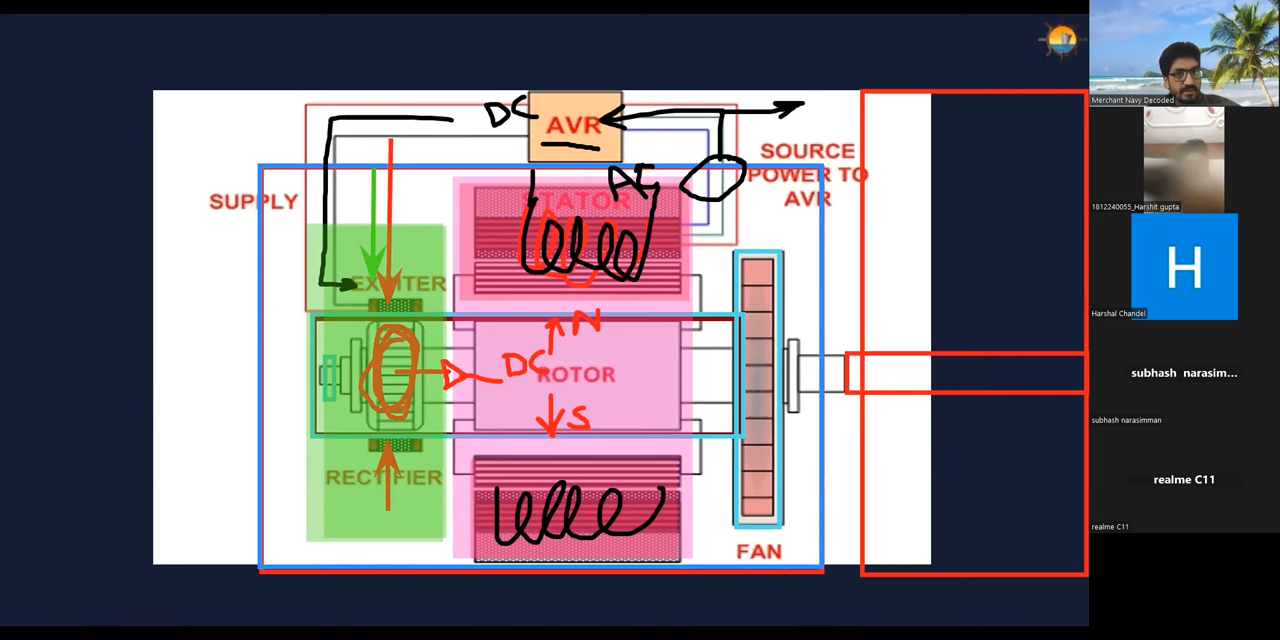 DC
AVR
SOURCE
POWER TO
AVR
SUPPLY
STATOR
AC
EXCITER
N
DC
ROTOR
S
RECTIFIER
FAN
Merchant Navy Decoded
1812240055_Harshit gupta
H
Harshal Chandel
subhash narasim...
subhash narasimman
realme C11
realme C11